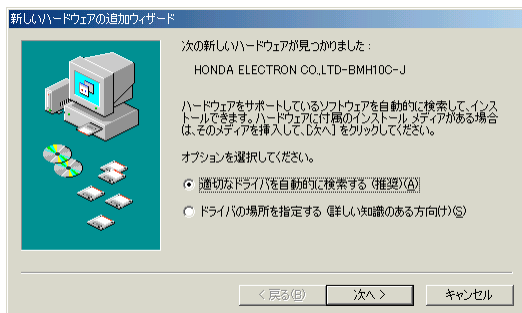 新しいハードウェアの追加ウィザード
次の新しいハードウェアが見つかりました:
HONDA ELECTRON CO.,LTD-BMH10C-J
ハードウェアをサポートしているソフトウェアを自動的に検索して、インス
トールできます。ハードウェアに付属のインストール メディアがある場合
は、そのメディアを挿入して、[次へ] をクリックしてください。
オプションを選択してください。
適切なドライバを自動的に検索する (推奨)(A)
ドライバの場所を指定する (詳しい知識のある方向け)(S)
< 戻る(B)
次へ >
キャンセル